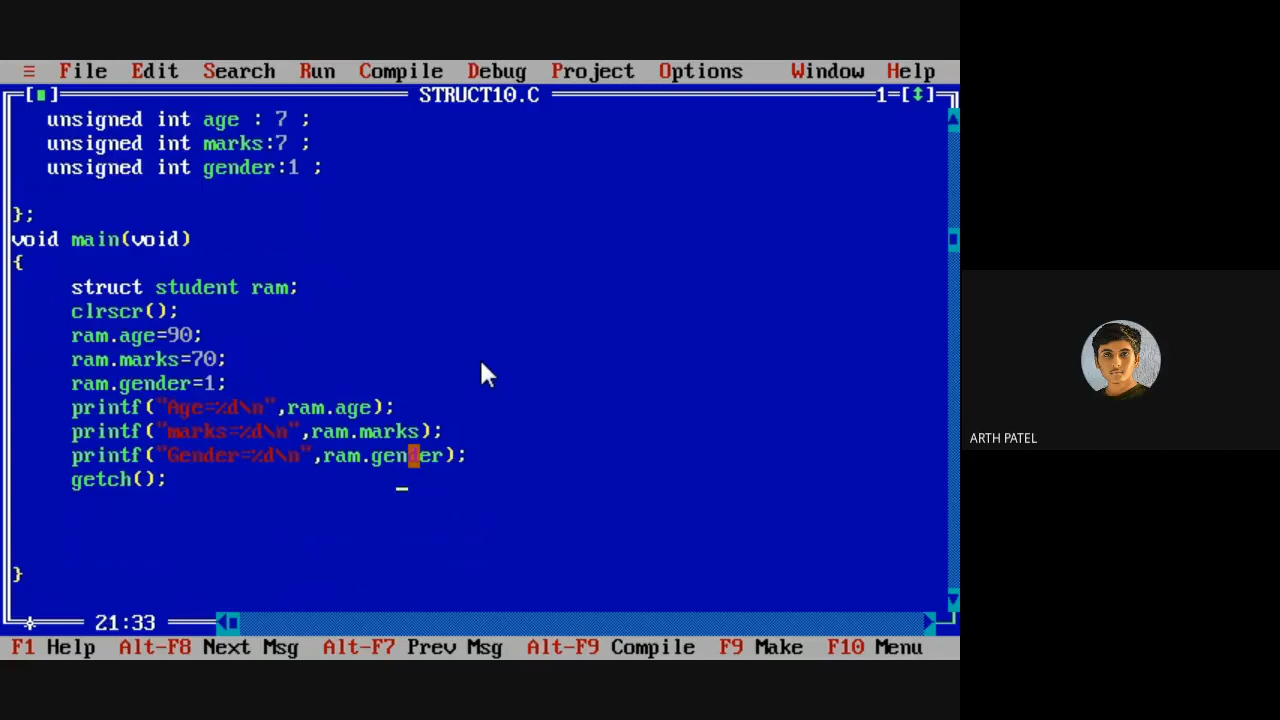 ≡ File Edit Search Run Compile Debug Project Options Window Help
[■] STRUCT10.C 1=[↕]
unsigned int age : 7 ;
unsigned int marks:7 ;
unsigned int gender:1 ;
};
void main(void)
{
struct student ram;
clrscr();
ram.age=90;
ram.marks=70;
ram.gender=1;
printf("Age=%d\n",ram.age);
printf("marks=%d\n",ram.marks);
printf("Gender=%d\n",ram.gender);
getch();
}
21:33
F1 Help Alt-F8 Next Msg Alt-F7 Prev Msg Alt-F9 Compile F9 Make F10 Menu
ARTH PATEL